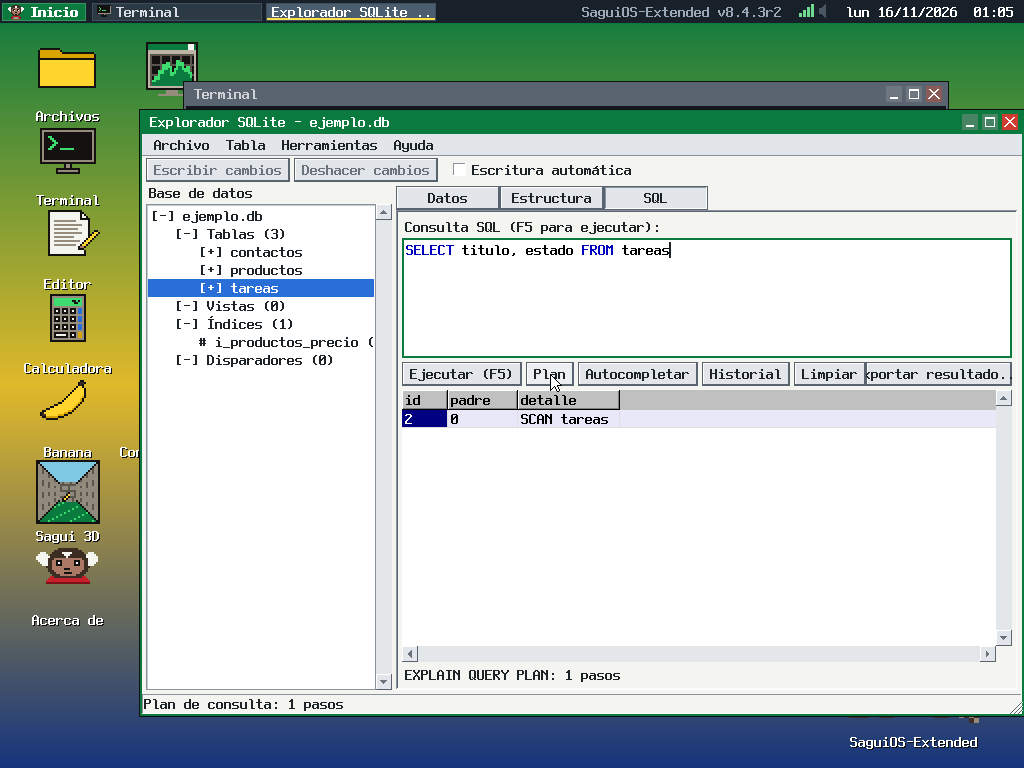 Inicio
Terminal
Explorador SQLite ..
SaguiOS-Extended v8.4.3r2
lun 16/11/2026 01:05
Archivos
Terminal
Editor
Calculadora
Banana
Sagui 3D
Acerca de
Terminal
Explorador SQLite - ejemplo.db
Archivo Tabla Herramientas Ayuda
Escribir cambios Deshacer cambios Escritura automática
Base de datos
[-] ejemplo.db
[-] Tablas (3)
[+] contactos
[+] productos
[+] tareas
[-] Vistas (0)
[-] Índices (1)
# i_productos_precio (
[-] Disparadores (0)
Datos Estructura SQL
Consulta SQL (F5 para ejecutar):
SELECT titulo, estado FROM tareas
Ejecutar (F5) Plan Autocompletar Historial Limpiar xportar resultado..
id padre detalle
2 0 SCAN tareas
EXPLAIN QUERY PLAN: 1 pasos
Plan de consulta: 1 pasos
SaguiOS-Extended